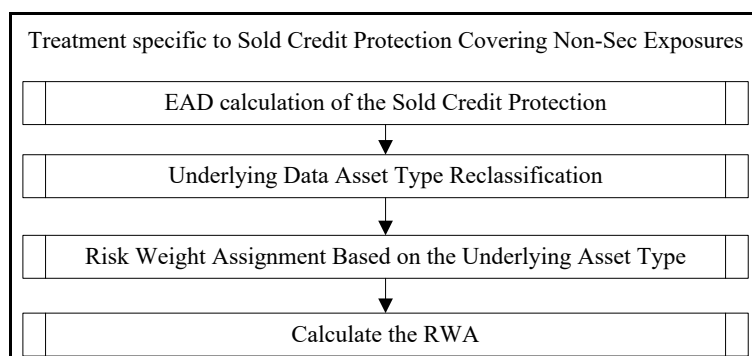 Treatment specific to Sold Credit Protection Covering Non-Sec Exposures
EAD calculation of the Sold Credit Protection
Underlying Data Asset Type Reclassification
Risk Weight Assignment Based on the Underlying Asset Type
Calculate the RWA